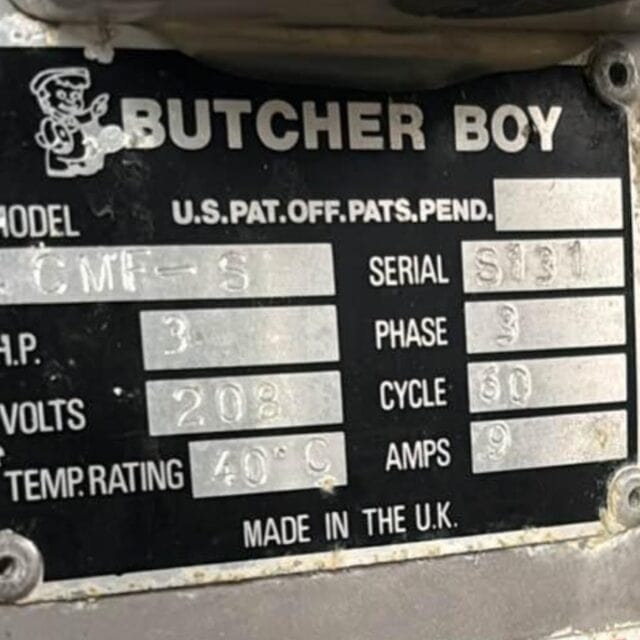 BUTCHER BOY
MODEL U.S.PAT.OFF.PATS.PEND.
CMF-S SERIAL S131
H.P. 3 PHASE 3
VOLTS 208 CYCLE 60
TEMP. RATING 40°C AMPS 9
MADE IN THE U.K.